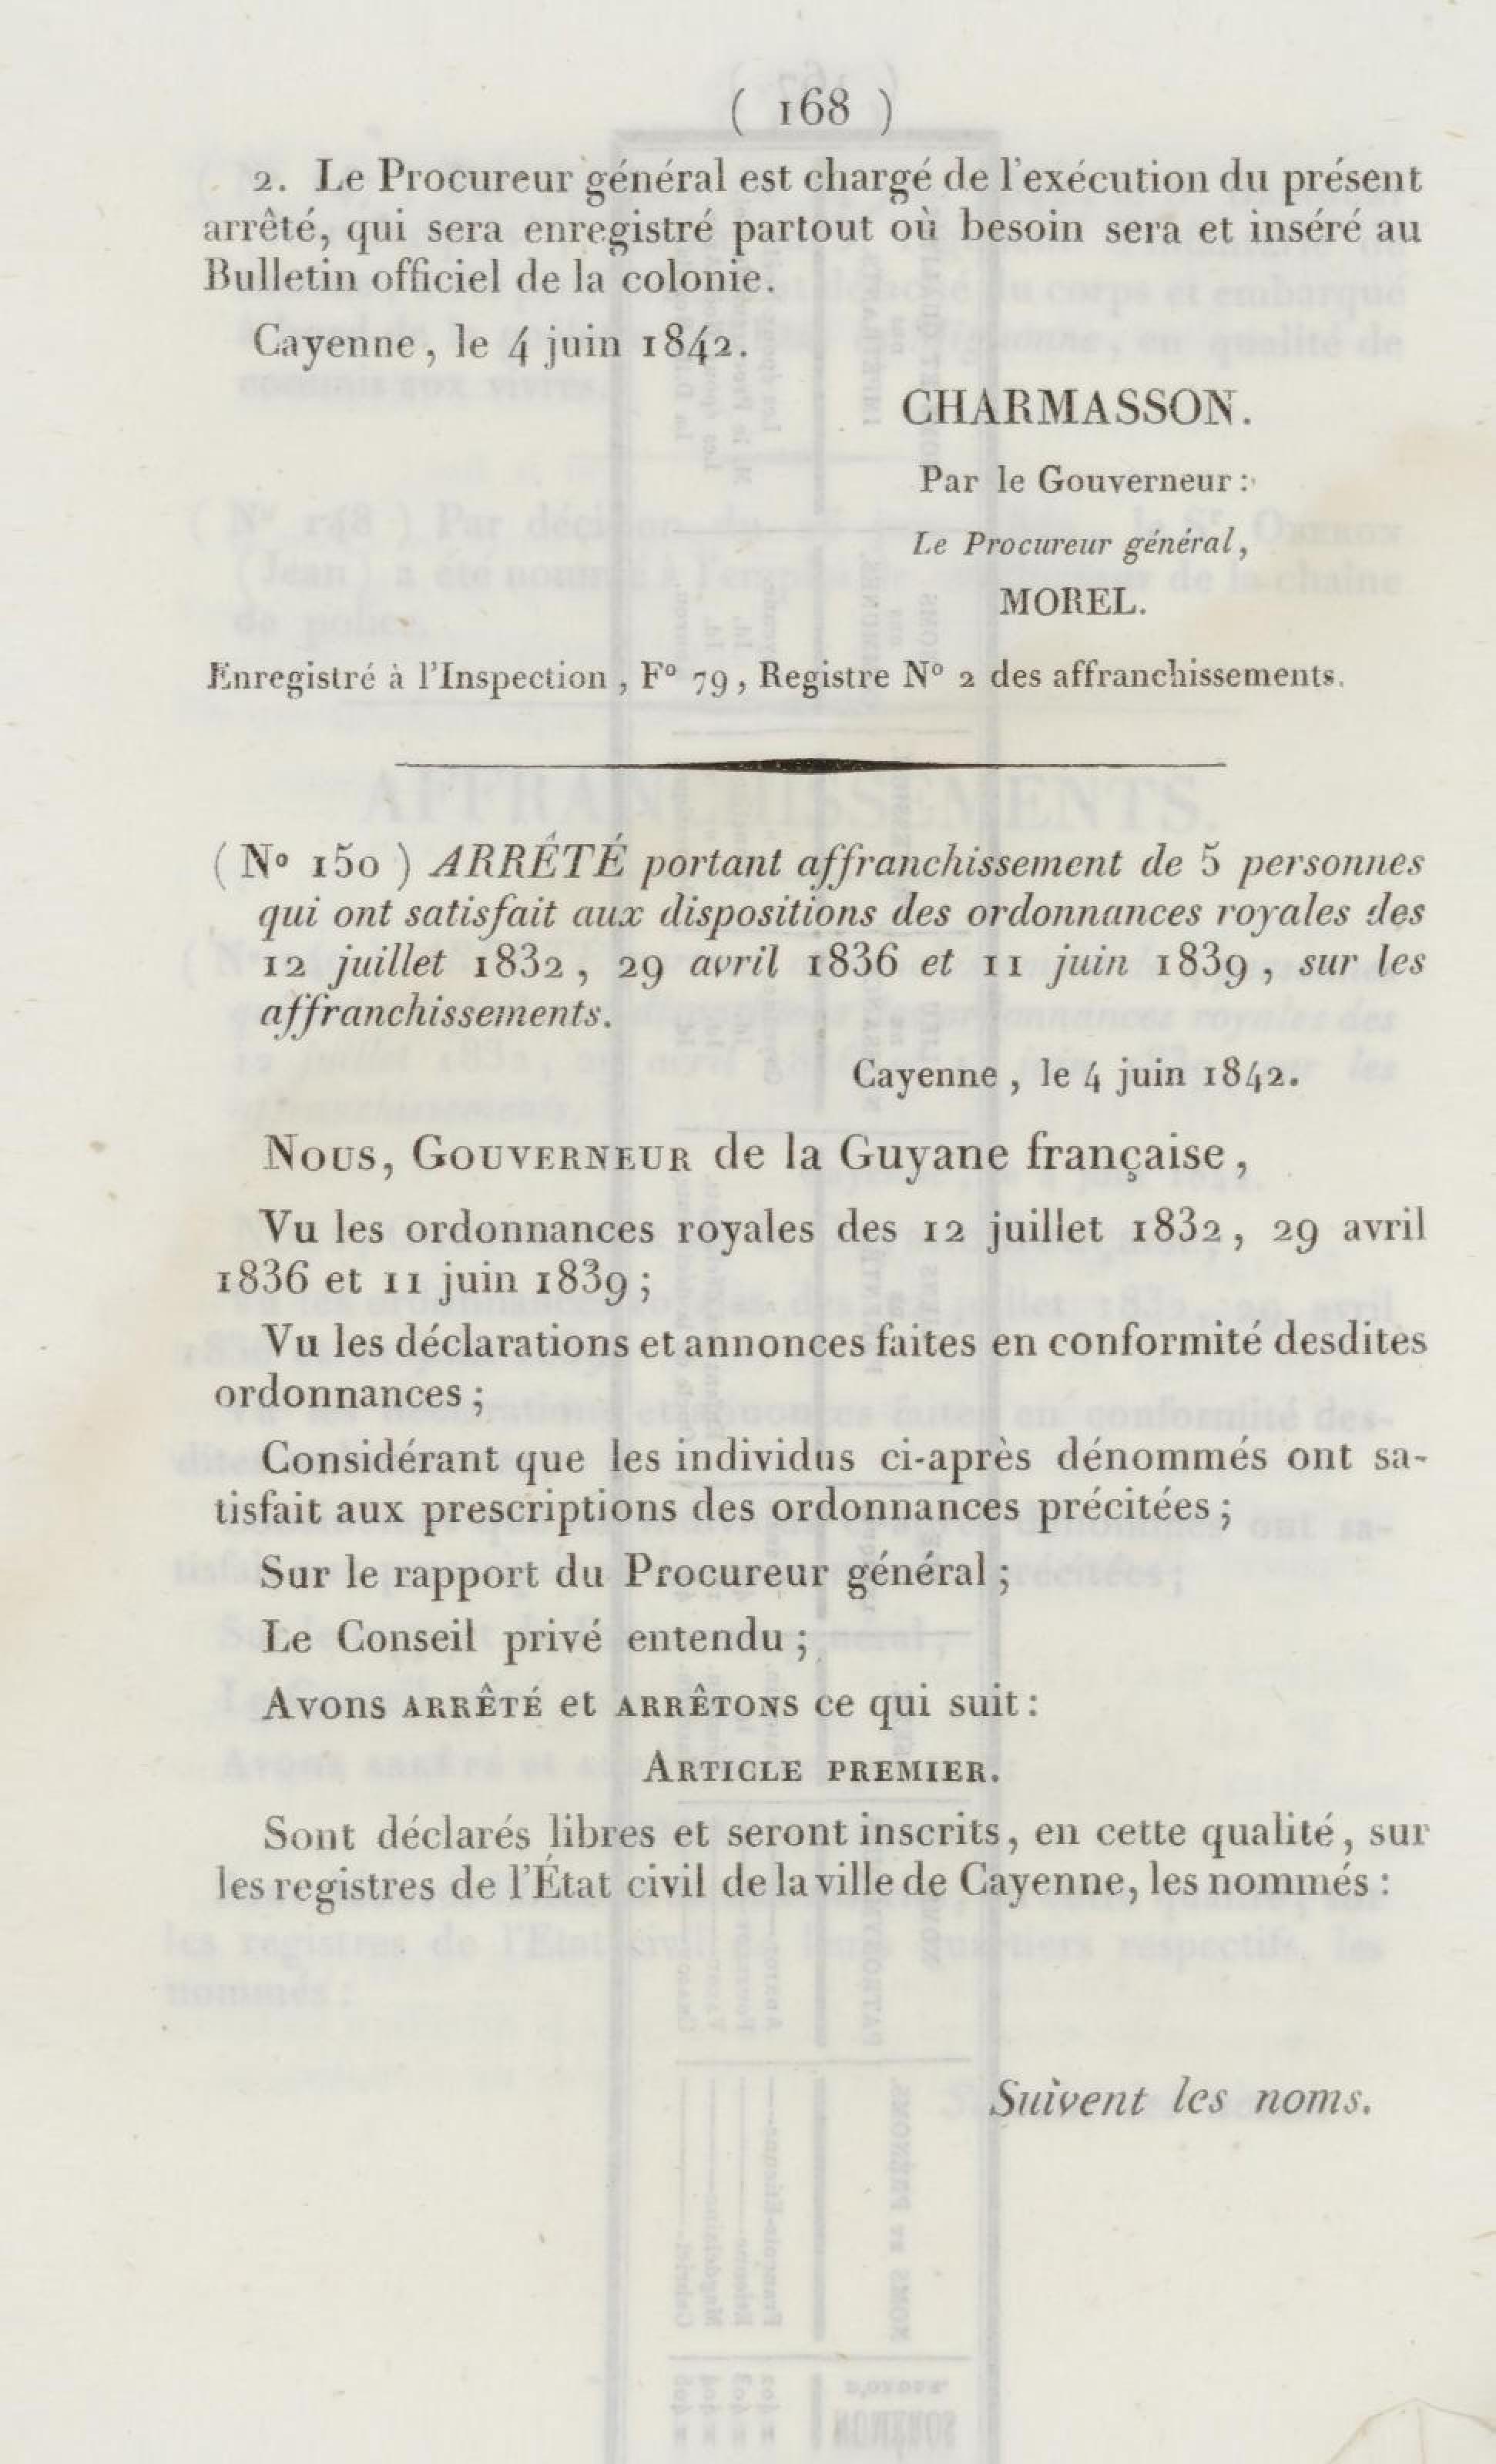 ( 168 )
2. Le Procureur général est chargé de l'exécution du présent
arrêté, qui sera enregistré partout où besoin sera et inséré au
Bulletin officiel de la colonie.
Cayenne, le 4 juin 1842.
CHARMASSON.
Par le Gouverneur :
Le Procureur général,
MOREL.
Enregistré à l'Inspection, Fº 79, Registre Nº 2 des affranchissements.
( Nº 150 ) ARRÊTÉ portant affranchissement de 5 personnes
qui ont satisfait aux dispositions des ordonnances royales des
12 juillet 1832, 29 avril 1836 et 11 juin 1839, sur les
affranchissements.
Cayenne, le 4 juin 1842.
NOUS, GOUVERNEUR de la Guyane française,
Vu les ordonnances royales des 12 juillet 1832, 29 avril
1836 et 11 juin 1839;
Vu les déclarations et annonces faites en conformité desdites
ordonnances;
Considérant que les individus ci-après dénommés ont sa-
tisfait aux prescriptions des ordonnances précitées;
Sur le rapport du Procureur général;
Le Conseil privé entendu;
Avons ARRÊTÉ et ARRÊTONS ce qui suit:
ARTICLE PREMIER.
Sont déclarés libres et seront inscrits, en cette qualité, sur
les registres de l'État civil de la ville de Cayenne, les nommés :
Suivent les noms.